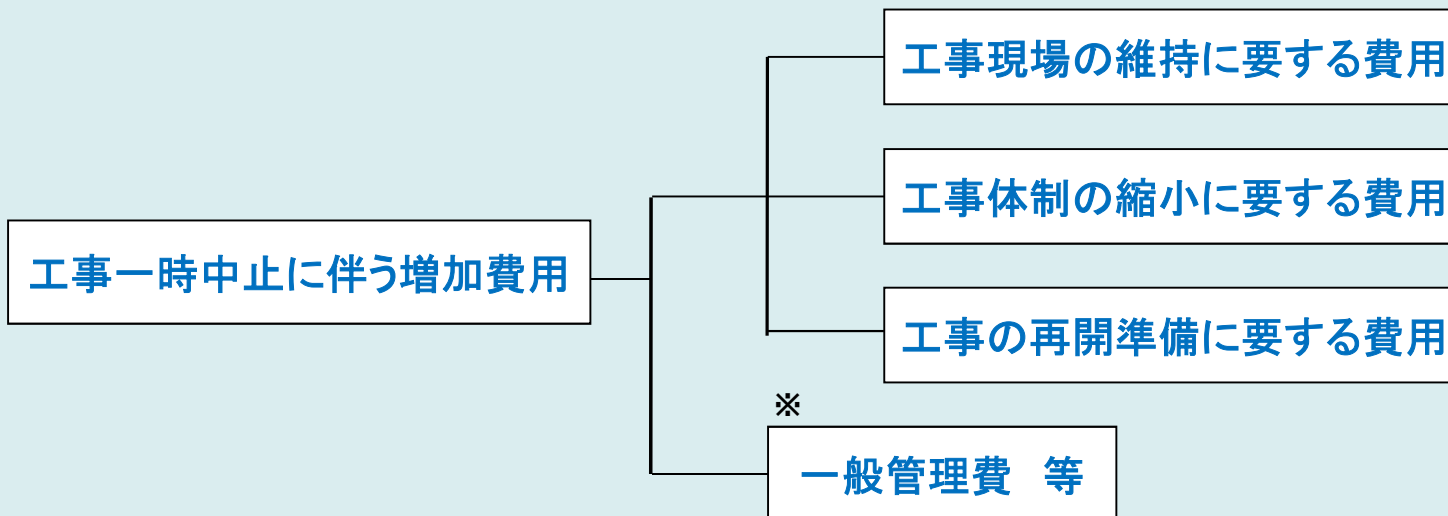 工事現場の維持に要する費用
工事体制の縮小に要する費用
工事一時中止に伴う増加費用
工事の再開準備に要する費用
※
一般管理費　等